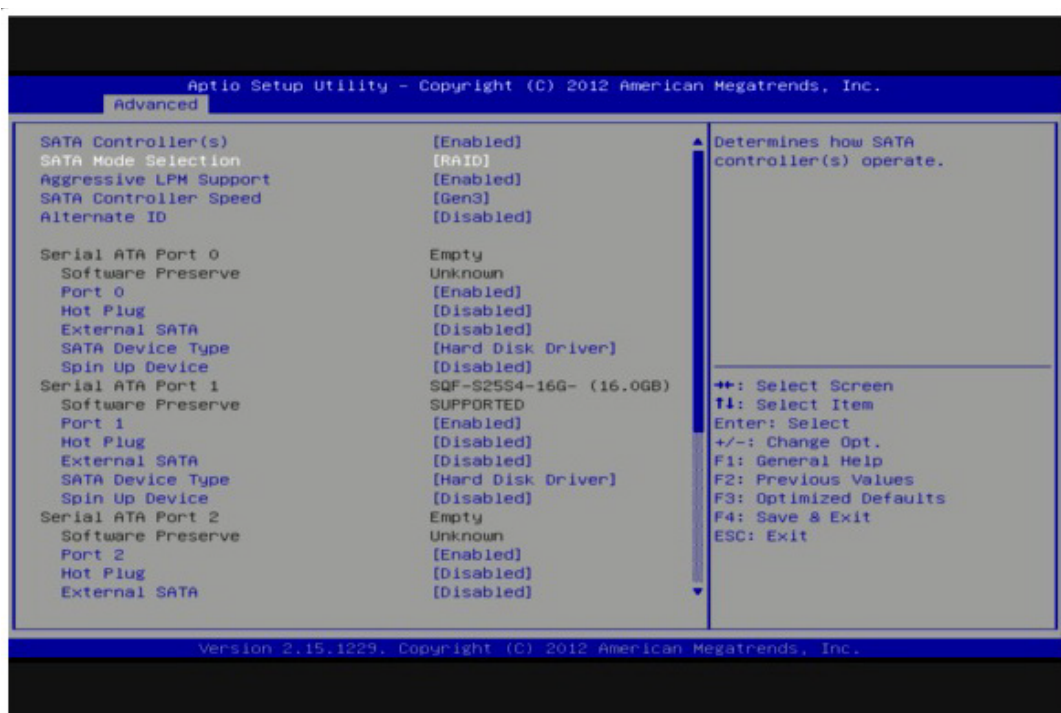 Aptio Setup Utility - Copyright (C) 2012 American Megatrends, Inc.
Advanced
SATA Controller(s) [Enabled]
SATA Mode Selection [RAID]
Aggressive LPM Support [Enabled]
SATA Controller Speed [Gen3]
Alternate ID [Disabled]
Serial ATA Port 0 Empty
Software Preserve Unknown
Port 0 [Enabled]
Hot Plug [Disabled]
External SATA [Disabled]
SATA Device Type [Hard Disk Driver]
Spin Up Device [Disabled]
Serial ATA Port 1 SQF-S25S4-16G- (16.0GB)
Software Preserve SUPPORTED
Port 1 [Enabled]
Hot Plug [Disabled]
External SATA [Disabled]
SATA Device Type [Hard Disk Driver]
Spin Up Device [Disabled]
Serial ATA Port 2 Empty
Software Preserve Unknown
Port 2 [Enabled]
Hot Plug [Disabled]
External SATA [Disabled]
Determines how SATA
controller(s) operate.
→←: Select Screen
↑↓: Select Item
Enter: Select
+/-: Change Opt.
F1: General Help
F2: Previous Values
F3: Optimized Defaults
F4: Save & Exit
ESC: Exit
Version 2.15.1229. Copyright (C) 2012 American Megatrends, Inc.